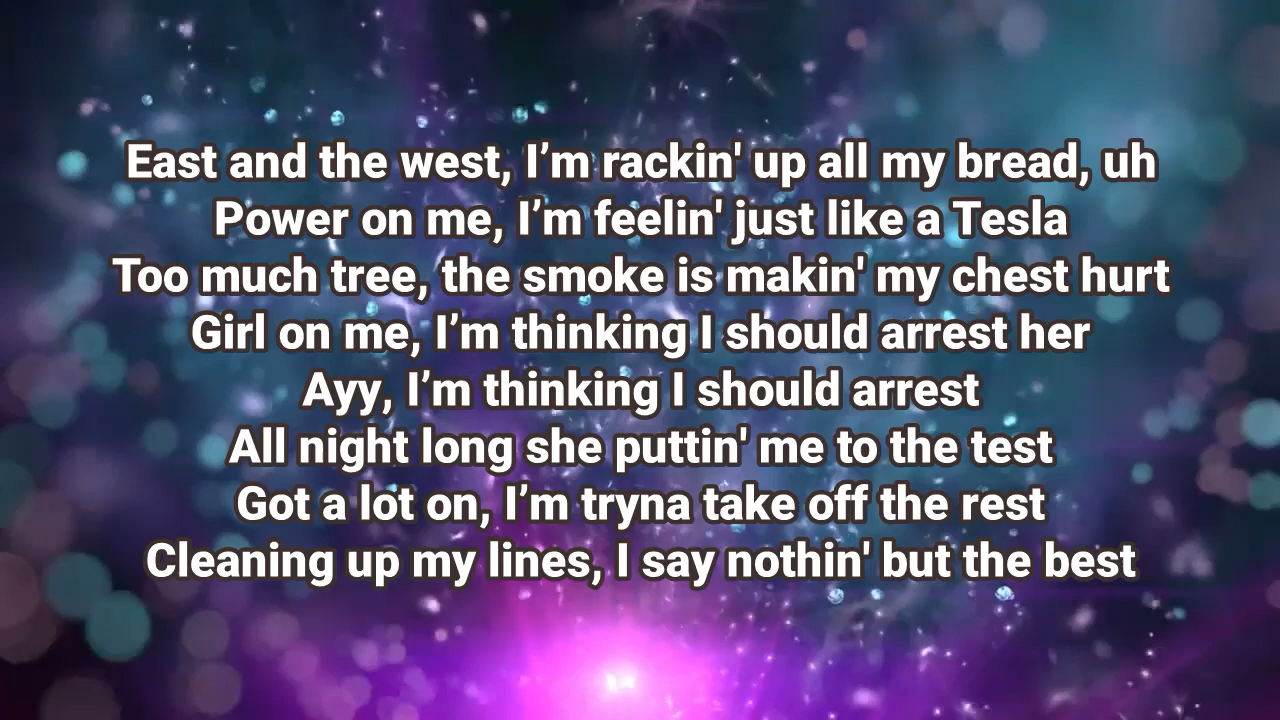 East and the west, I’m rackin' up all my bread, uh
Power on me, I’m feelin' just like a Tesla
Too much tree, the smoke is makin' my chest hurt
Girl on me, I’m thinking I should arrest her
Ayy, I’m thinking I should arrest
All night long she puttin' me to the test
Got a lot on, I’m tryna take off the rest
Cleaning up my lines, I say nothin' but the best